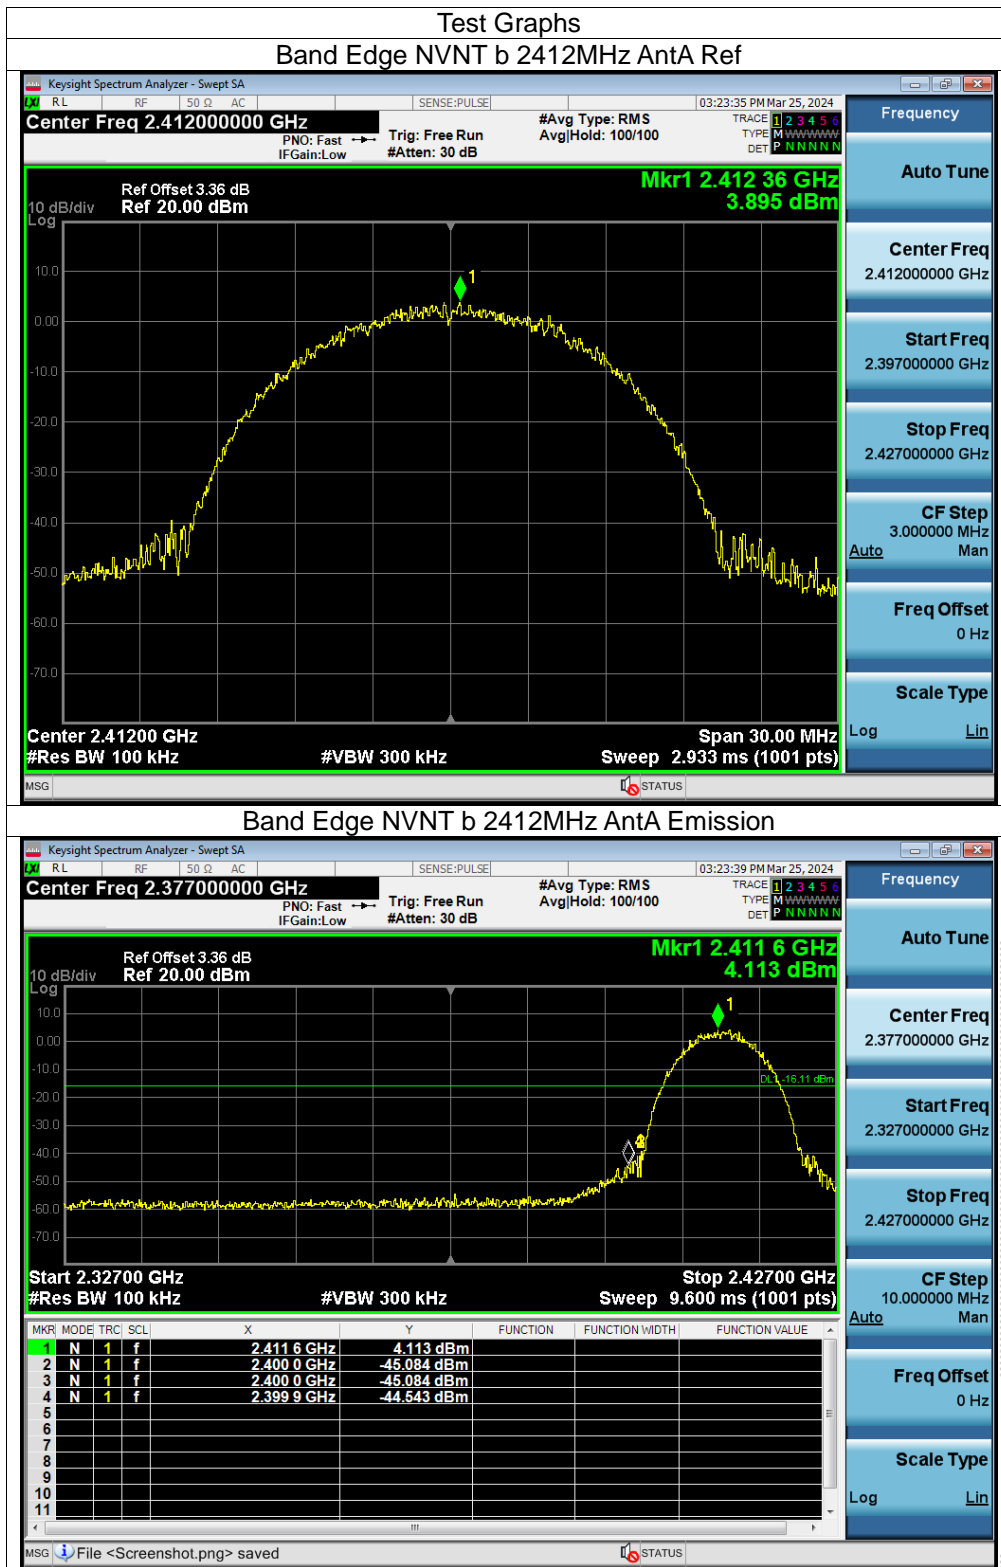 Test Graphs
Band Edge NVNT b 2412MHz AntA Ref
Keysight Spectrum Analyzer - Swept SA
LXI RL RF 50 Ω AC SENSE:PULSE 03:23:35 PM Mar 25, 2024
Center Freq 2.412000000 GHz #Avg Type: RMS TRACE 1 2 3 4 5 6
PNO: Fast Trig: Free Run Avg|Hold: 100/100 TYPE M WWWWW
IFGain:Low #Atten: 30 dB DET P NNNNN
Frequency
Auto Tune
Center Freq
2.412000000 GHz
Start Freq
2.397000000 GHz
Stop Freq
2.427000000 GHz
CF Step
3.000000 MHz
Auto Man
Freq Offset
0 Hz
Scale Type
Log Lin
Mkr1 2.412 36 GHz
3.895 dBm
Ref Offset 3.36 dB
10 dB/div Ref 20.00 dBm
Log
1
10.0
0.00
-10.0
-20.0
-30.0
-40.0
-50.0
-60.0
-70.0
Center 2.41200 GHz Span 30.00 MHz
#Res BW 100 kHz #VBW 300 kHz Sweep 2.933 ms (1001 pts)
MSG STATUS
Band Edge NVNT b 2412MHz AntA Emission
Keysight Spectrum Analyzer - Swept SA
LXI RL RF 50 Ω AC SENSE:PULSE 03:23:39 PM Mar 25, 2024
Center Freq 2.377000000 GHz #Avg Type: RMS TRACE 1 2 3 4 5 6
PNO: Fast Trig: Free Run Avg|Hold: 100/100 TYPE M WWWWW
IFGain:Low #Atten: 30 dB DET P NNNNN
Frequency
Auto Tune
Center Freq
2.377000000 GHz
Start Freq
2.327000000 GHz
Stop Freq
2.427000000 GHz
CF Step
10.000000 MHz
Auto Man
Freq Offset
0 Hz
Scale Type
Log Lin
Mkr1 2.411 6 GHz
4.113 dBm
Ref Offset 3.36 dB
10 dB/div Ref 20.00 dBm
Log
1
10.0
0.00
-10.0
DL1 -16.11 dBm
-20.0
-30.0
-40.0
-50.0
-60.0
-70.0
Start 2.32700 GHz Stop 2.42700 GHz
#Res BW 100 kHz #VBW 300 kHz Sweep 9.600 ms (1001 pts)
MKR MODE TRC SCL X Y FUNCTION FUNCTION WIDTH FUNCTION VALUE
1 N 1 f 2.411 6 GHz 4.113 dBm
2 N 1 f 2.400 0 GHz -45.084 dBm
3 N 1 f 2.400 0 GHz -45.084 dBm
4 N 1 f 2.399 9 GHz -44.543 dBm
5
6
7
8
9
10
11
MSG File <Screenshot.png> saved STATUS